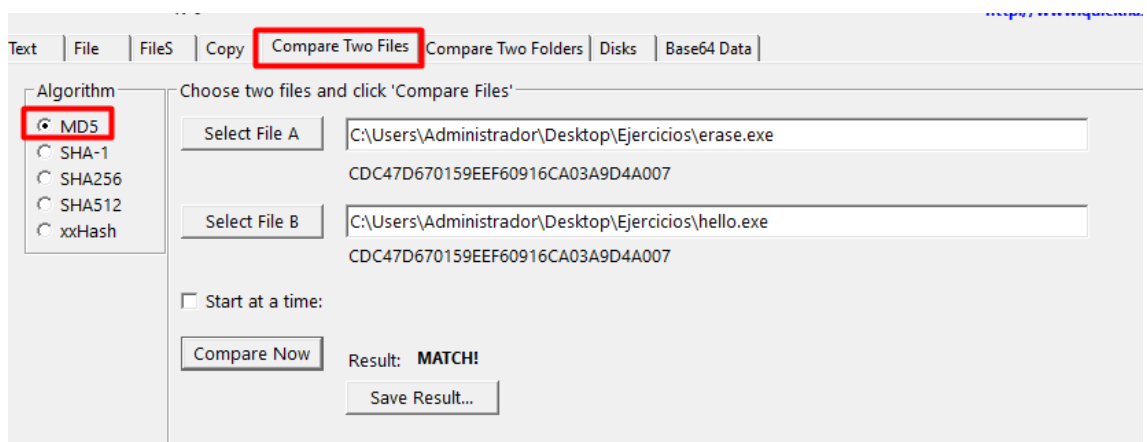 Text File FileS Copy Compare Two Files Compare Two Folders Disks Base64 Data
Algorithm
MD5
SHA-1
SHA256
SHA512
xxHash
Choose two files and click 'Compare Files'
Select File A C:\Users\Administrador\Desktop\Ejercicios\erase.exe
CDC47D670159EEF60916CA03A9D4A007
Select File B C:\Users\Administrador\Desktop\Ejercicios\hello.exe
CDC47D670159EEF60916CA03A9D4A007
Start at a time:
Compare Now Result: MATCH!
Save Result...